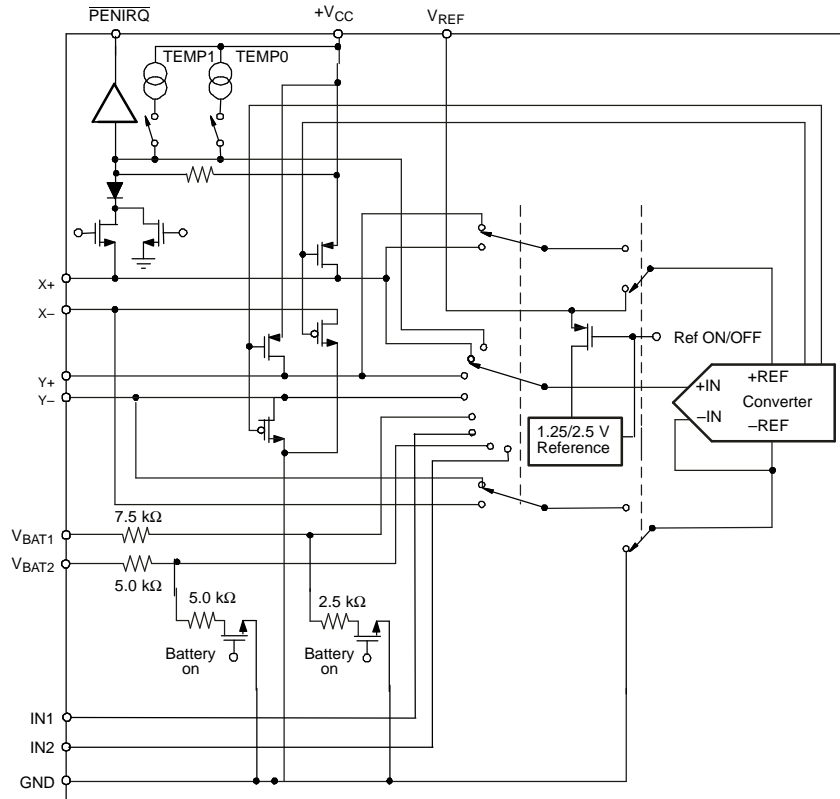 PENIRQ
+VCC
VREF
TEMP1
TEMP0
X+
X–
Y+
Y–
Ref ON/OFF
+IN
+REF
Converter
–IN
–REF
1.25/2.5 V
Reference
7.5 kΩ
VBAT1
VBAT2
5.0 kΩ
5.0 kΩ
2.5 kΩ
Battery
on
Battery
on
IN1
IN2
GND